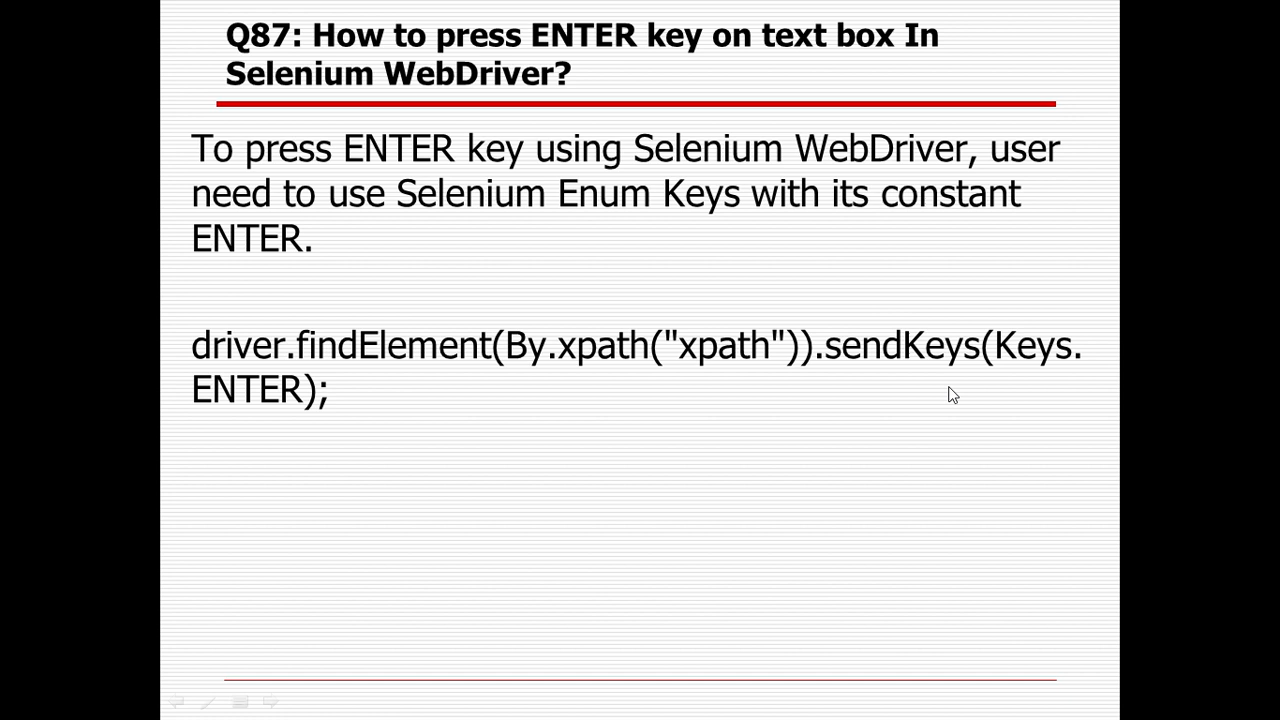 Q87: How to press ENTER key on text box In
Selenium WebDriver?
To press ENTER key using Selenium WebDriver, user
need to use Selenium Enum Keys with its constant
ENTER.
driver.findElement(By.xpath("xpath")).sendKeys(Keys.
ENTER);